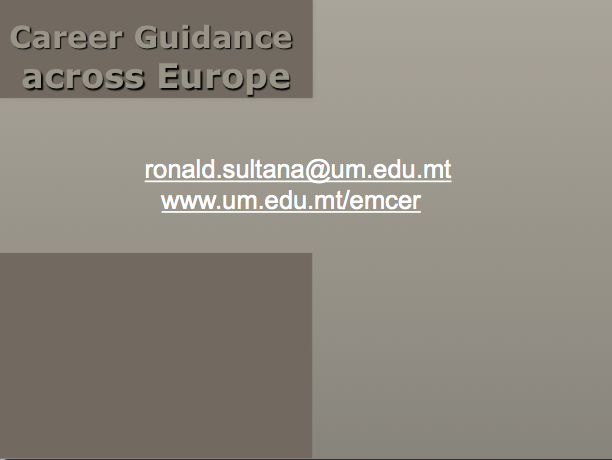 Career Guidance
across Europe
ronald.sultana@um.edu.mt
www.um.edu.mt/emcer